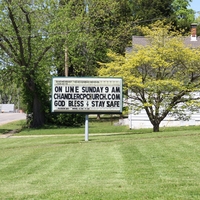 ON LINE SUNDAY 9 AM
CHANDLERCPCHURCH.COM
GOD BLESS & STAY SAFE